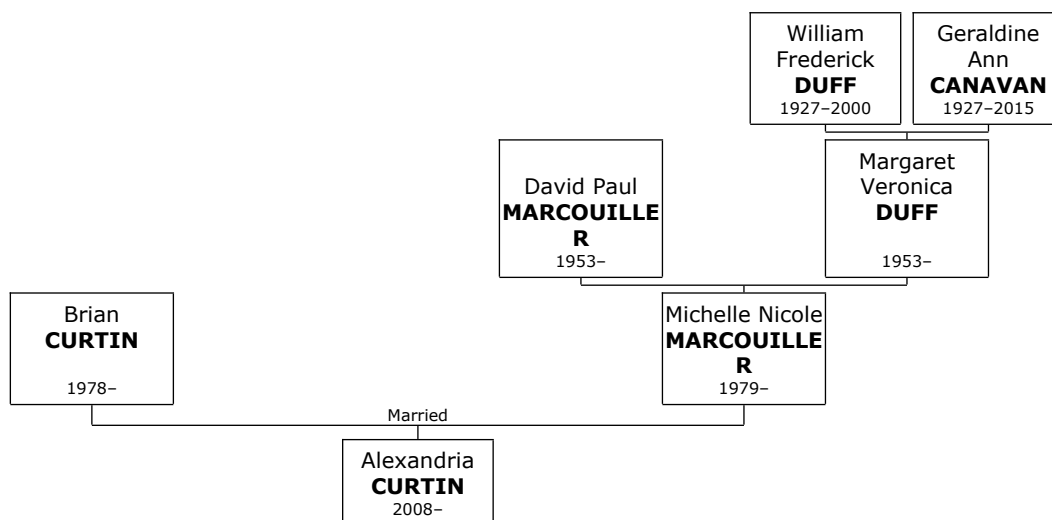 William
Frederick
DUFF
1927–2000
Geraldine
Ann
CANAVAN
1927–2015
David Paul
MARCOUILLE
R
1953–
Margaret
Veronica
DUFF
1953–
Brian
CURTIN
1978–
Michelle Nicole
MARCOUILLE
R
1979–
Married
Alexandria
CURTIN
2008–